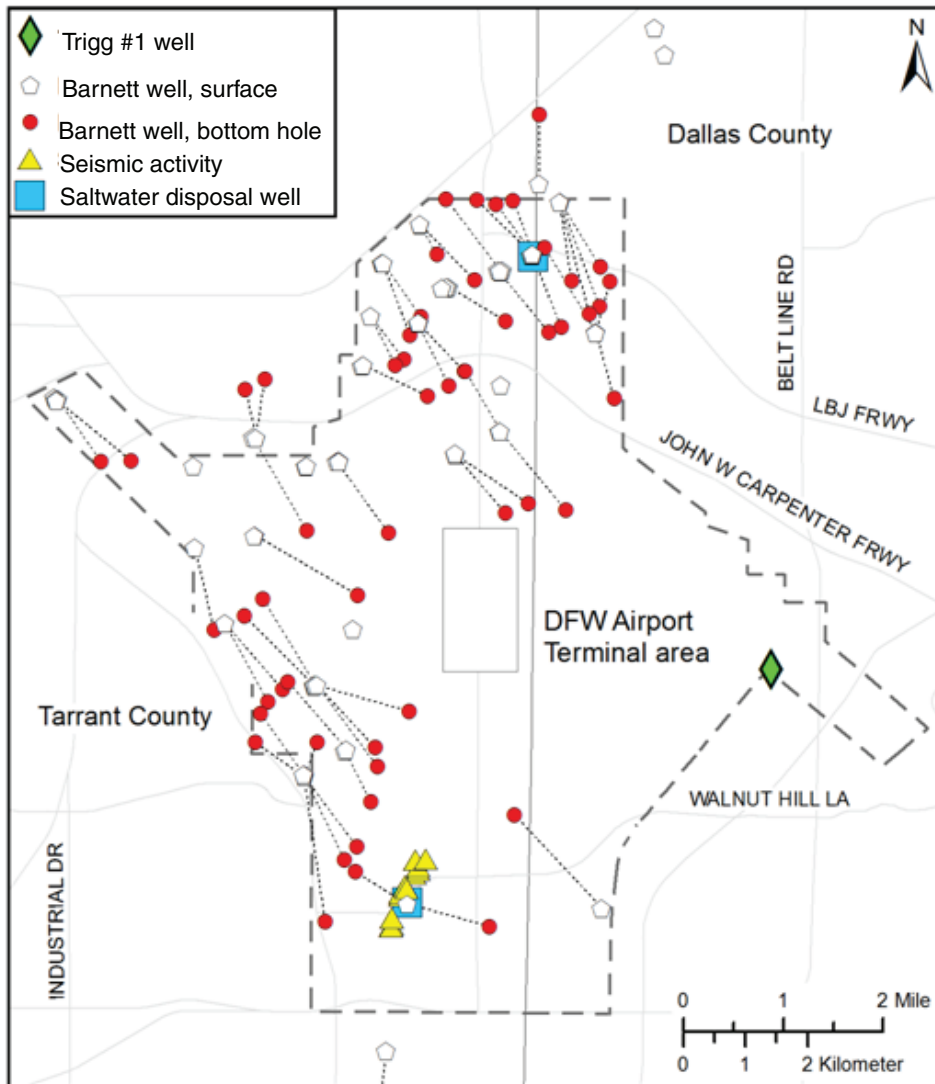 Trigg #1 well
Barnett well, surface
Barnett well, bottom hole
Seismic activity
Saltwater disposal well
N
Dallas County
BELT LINE RD
LBJ FRWY
JOHN W CARPENTER FRWY
DFW Airport
Terminal area
Tarrant County
WALNUT HILL LA
INDUSTRIAL DR
0 1 2 Mile
0 1 2 Kilometer